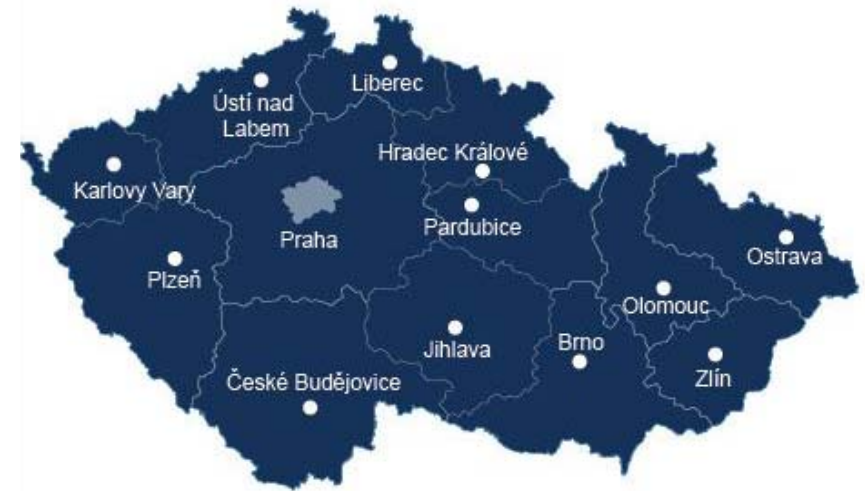 Liberec
Ústí nad
Labem
Hradec Králové
Karlovy Vary
Pardubice
Praha
Ostrava
Plzeň
Olomouc
Brno
Jihlava
Zlín
České Budějovice